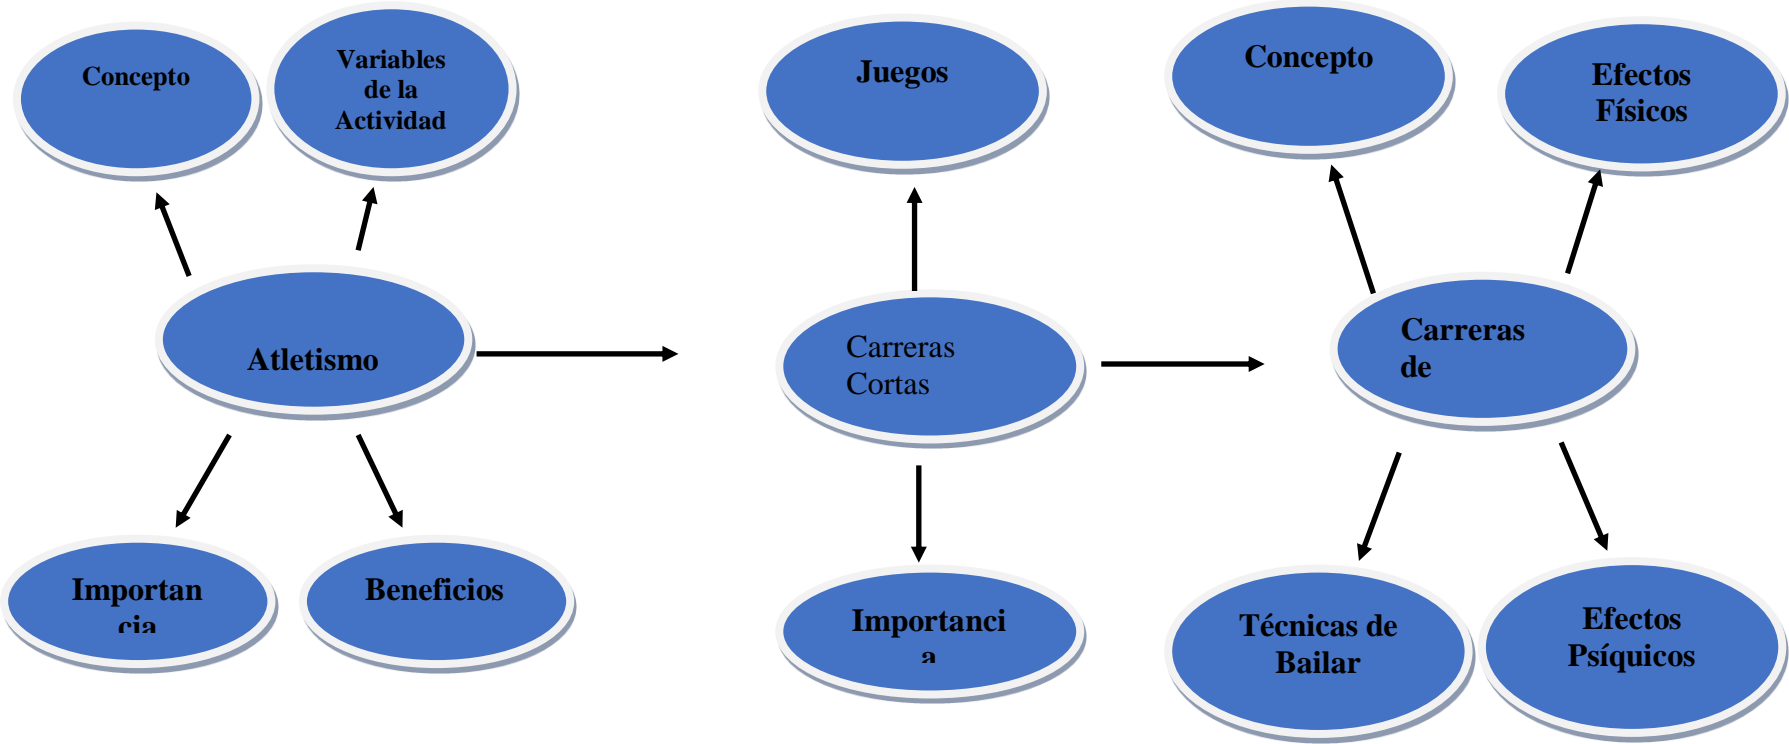 Concepto
Variables
de la
Actividad
Atletismo
Importan
cia
Beneficios
Juegos
Carreras
Cortas
Importanci
a
Concepto
Efectos
Físicos
Carreras
de
Técnicas de
Bailar
Efectos
Psíquicos